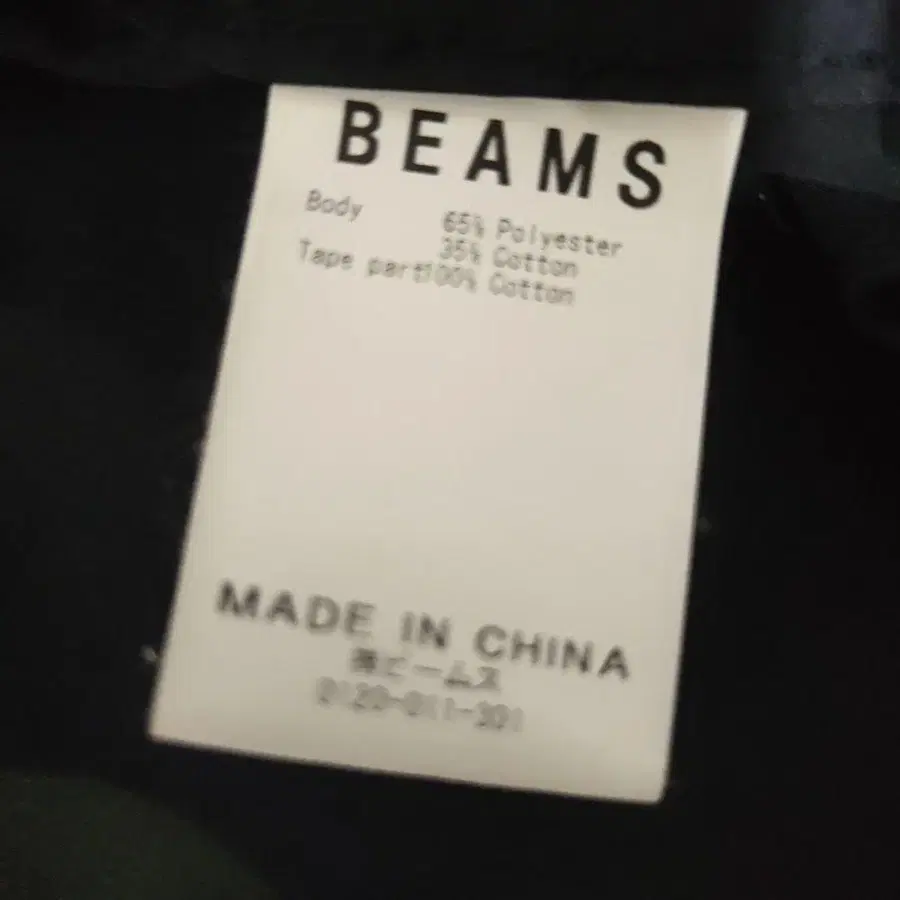 BEAMS
Body 65% Polyester
35% Cotton
Tape part100% Cotton
MADE IN CHINA
㈱ビームス
0120-011-301